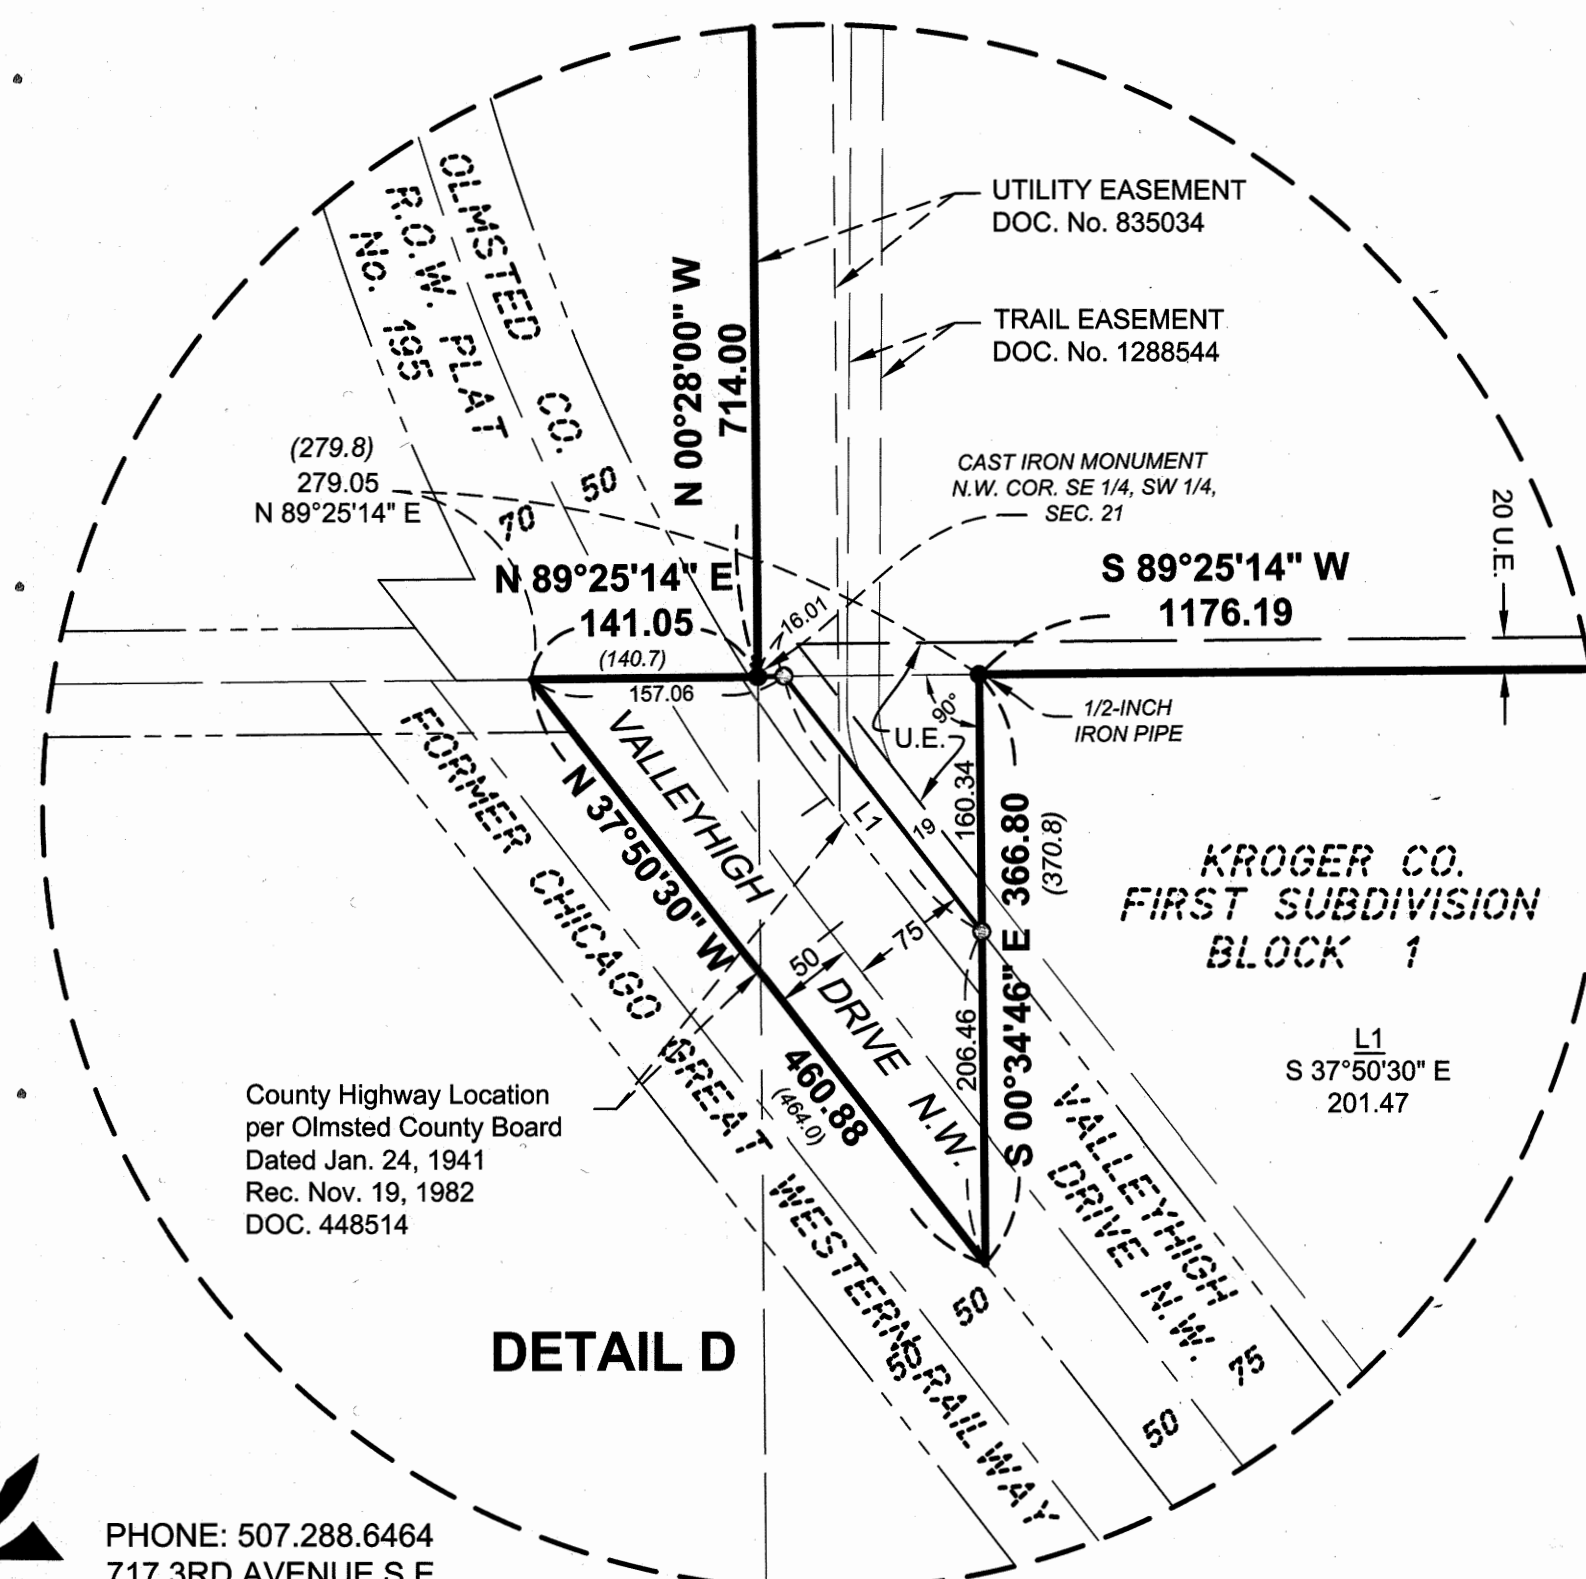 OLMSTED CO. 50
R.O.W. PLAT 70
No. 195
N 00°28'00" W
714.00
UTILITY EASEMENT
DOC. No. 835034
TRAIL EASEMENT
DOC. No. 1288544
(279.8)
279.05
N 89°25'14" E
CAST IRON MONUMENT
N.W. COR. SE 1/4, SW 1/4,
SEC. 21
20 U.E.
N 89°25'14" E
141.05
(140.7)
157.06
16.01
S 89°25'14" W
1176.19
90°
1/2-INCH
IRON PIPE
U.E.
VALLEYHIGH
DRIVE N.W.
N 37°50'30" W
460.88
(464.0)
L1
19
75
50
160.34
206.46
S 00°34'46" E 366.80
(370.8)
KROGER CO.
FIRST SUBDIVISION
BLOCK 1
L1
S 37°50'30" E
201.47
FORMER CHICAGO GREAT WESTERN RAILWAY
50
County Highway Location
per Olmsted County Board
Dated Jan. 24, 1941
Rec. Nov. 19, 1982
DOC. 448514
VALLEYHIGH
DRIVE N.W.
50
75
50
DETAIL D
PHONE: 507.288.6464
717 3RD AVENUE S.E.